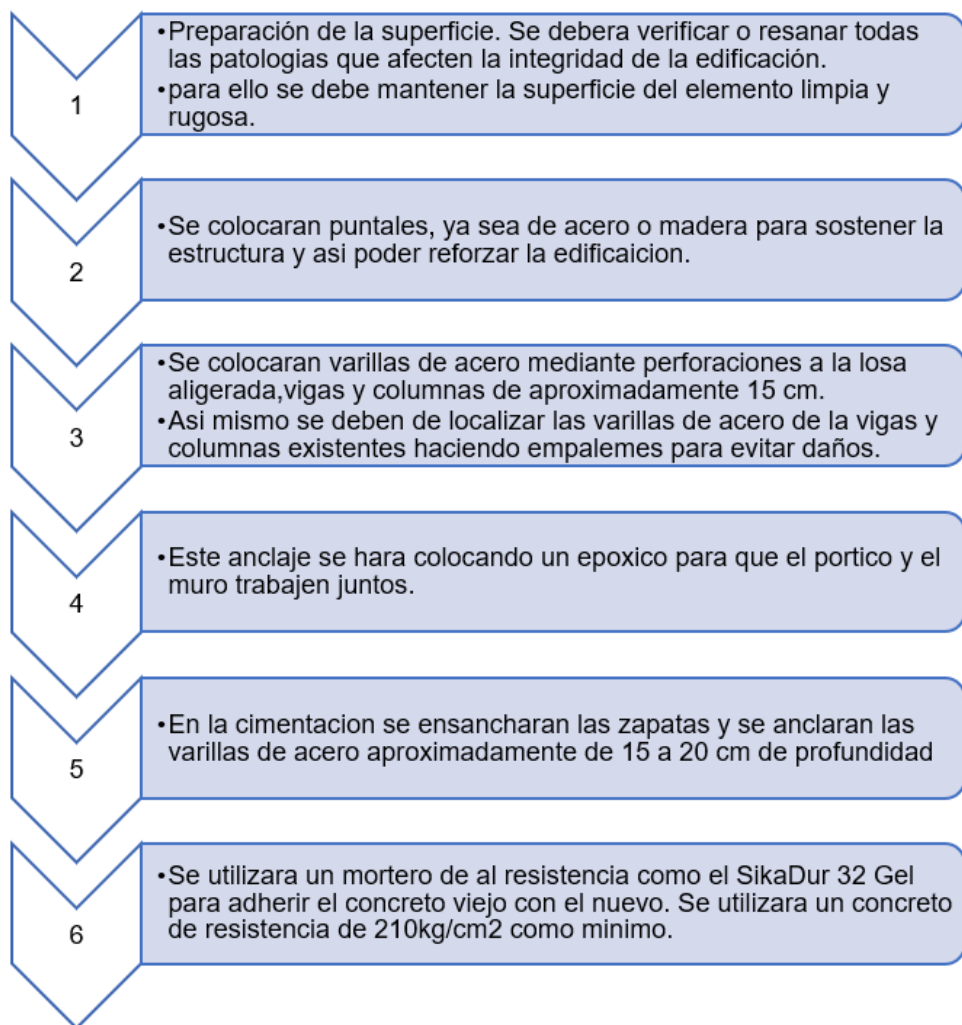 1
•Preparación de la superficie. Se debera verificar o resanar todas
las patologias que afecten la integridad de la edificación.
•para ello se debe mantener la superficie del elemento limpia y
rugosa.
2
•Se colocaran puntales, ya sea de acero o madera para sostener la
estructura y asi poder reforzar la edificaicion.
3
•Se colocaran varillas de acero mediante perforaciones a la losa
aligerada,vigas y columnas de aproximadamente 15 cm.
•Asi mismo se deben de localizar las varillas de acero de la vigas y
columnas existentes haciendo empalemes para evitar daños.
4
•Este anclaje se hara colocando un epoxico para que el portico y el
muro trabajen juntos.
5
•En la cimentacion se ensancharan las zapatas y se anclaran las
varillas de acero aproximadamente de 15 a 20 cm de profundidad
6
•Se utilizara un mortero de al resistencia como el SikaDur 32 Gel
para adherir el concreto viejo con el nuevo. Se utilizara un concreto
de resistencia de 210kg/cm2 como minimo.